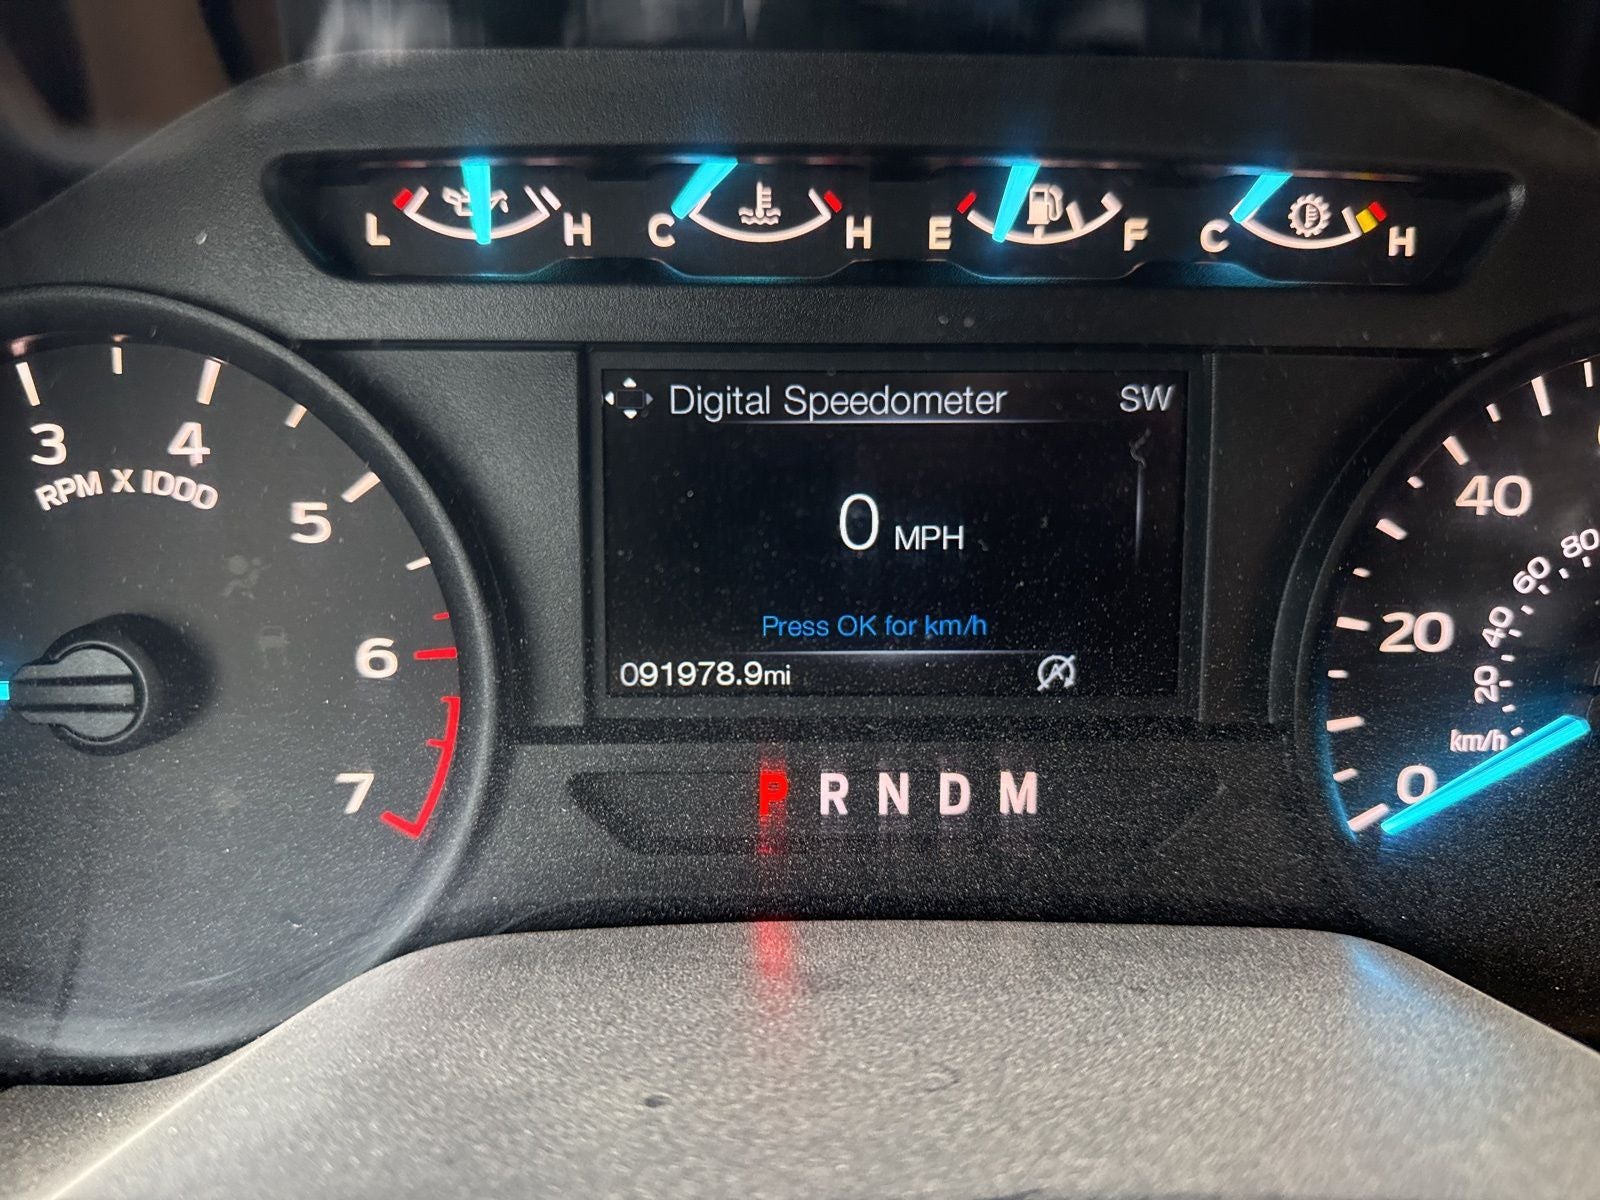 L H C H E F C H
Digital Speedometer SW
3 4 5 6 7
RPM X 1000
0 MPH
Press OK for km/h
091978.9mi
P R N D M
40
20
0
80
60
40
20
km/h